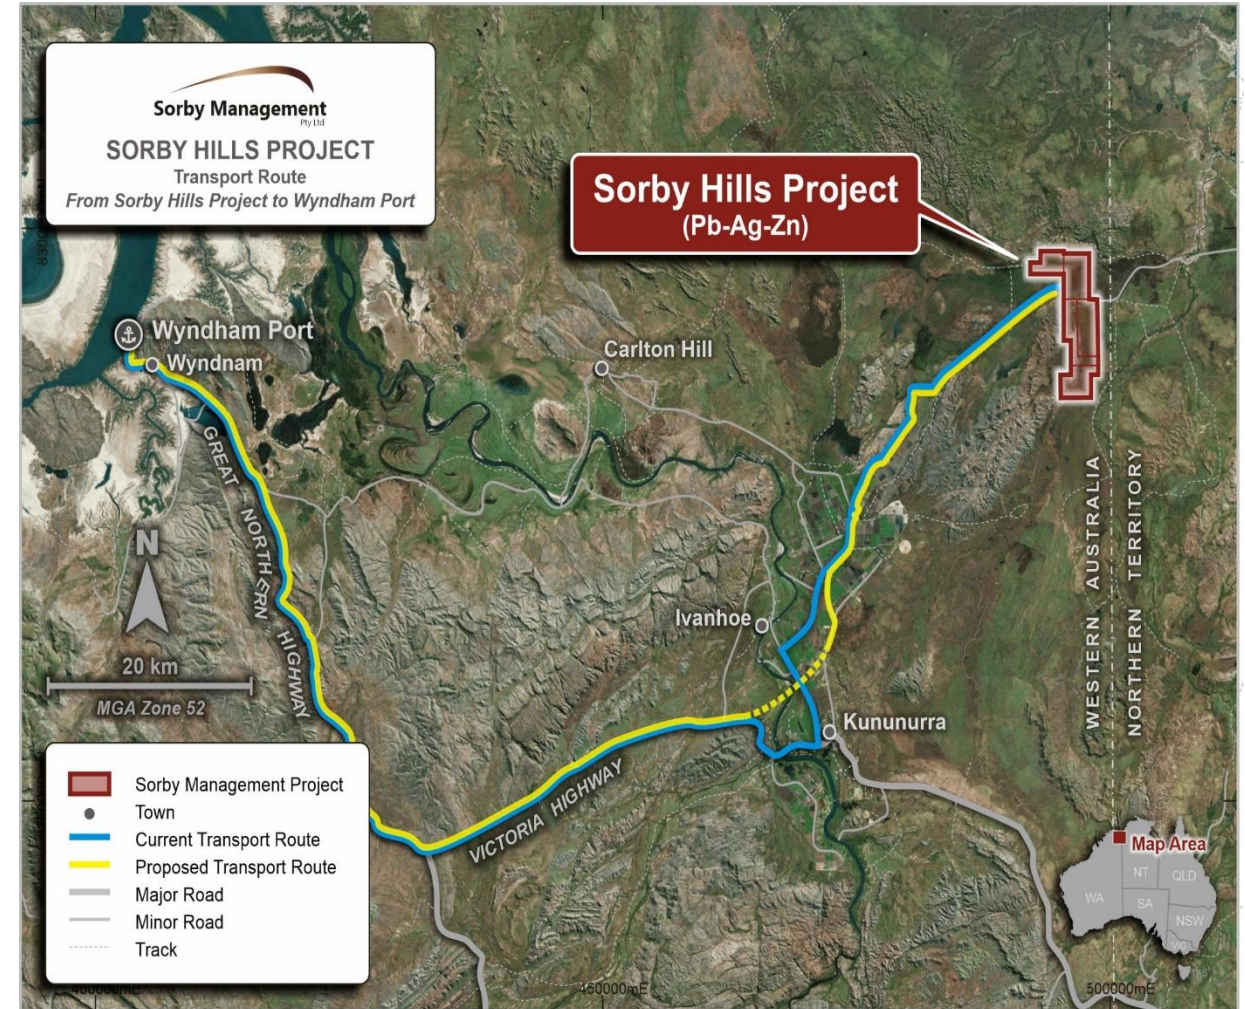 Sorby Management
Pty Ltd
SORBY HILLS PROJECT
Transport Route
From Sorby Hills Project to Wyndham Port
Sorby Hills Project
(Pb-Ag-Zn)
Wyndham Port
Wyndnam
Carlton Hill
GREAT NORTHERN HIGHWAY
N
20 km
MGA Zone 52
Ivanhoe
Kununurra
VICTORIA HIGHWAY
WESTERN AUSTRALIA
NORTHERN TERRITORY
Sorby Management Project
Town
Current Transport Route
Proposed Transport Route
Major Road
Minor Road
Track
Map Area
WA
NT
QLD
SA
NSW
VIC
450000mE
500000mE